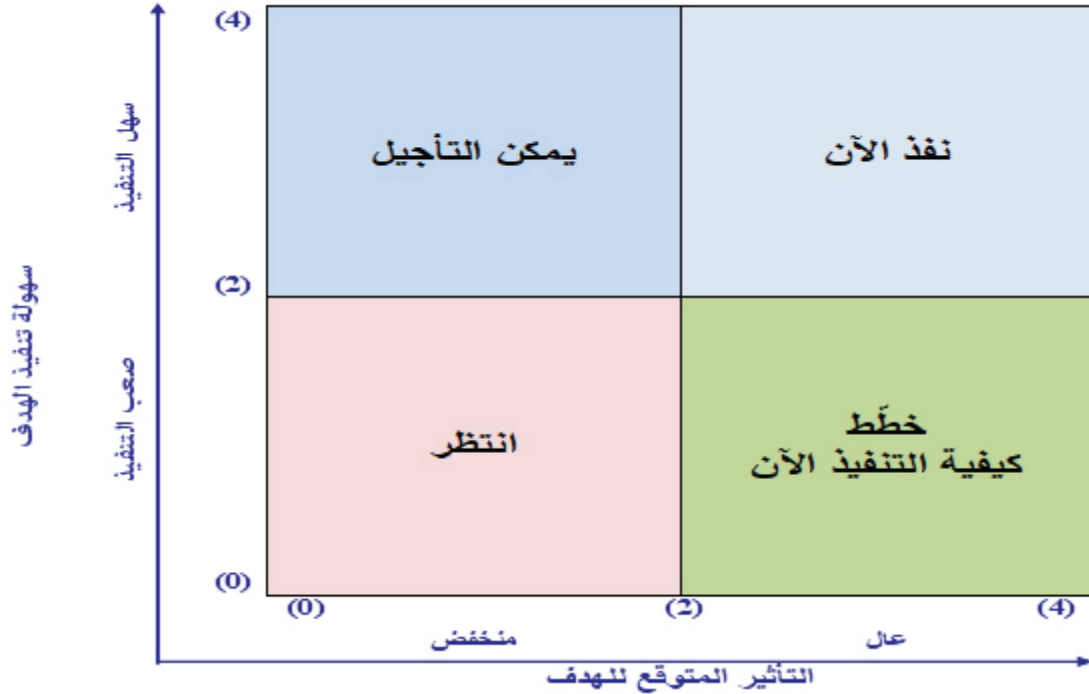 (4)
نفذ الآن
يمكن التأجيل
سهل التنفيذ
(2)
سهولة تنفيذ الهدف
خطّط
كيفية التنفيذ الآن
انتظر
صعب التنفيذ
(0)
(0)
(2)
(4)
عال
منخفض
التأثير المتوقع للهدف